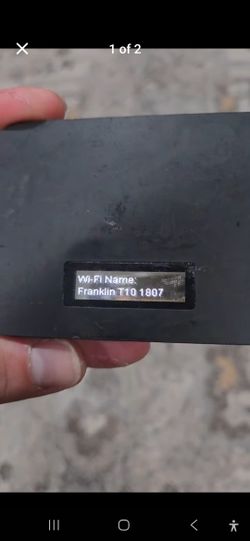 1 of 2
Wi-Fi Name:
Franklin T10 1807